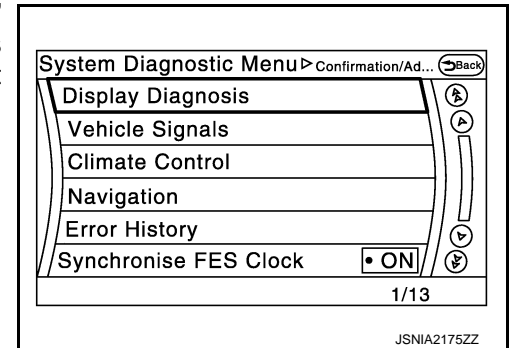 System Diagnostic Menu ▷ Confirmation/Ad... Back
Display Diagnosis
Vehicle Signals
Climate Control
Navigation
Error History
Synchronise FES Clock • ON
1/13
JSNIA2175ZZ